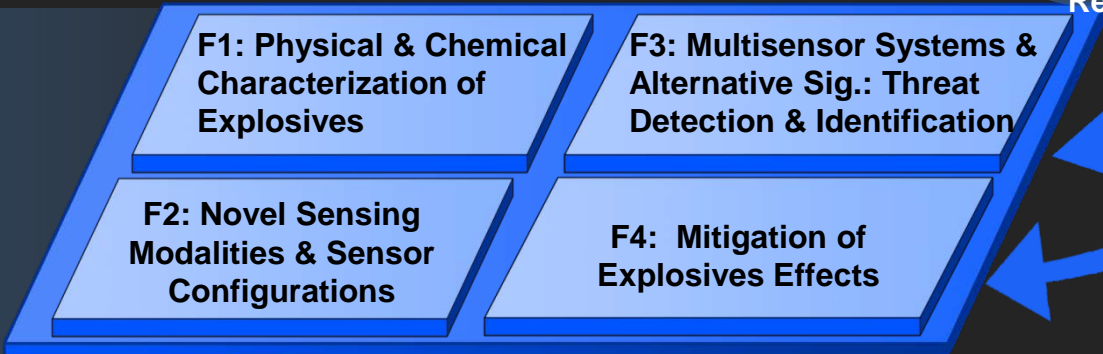 Re
F1: Physical & Chemical
Characterization of
Explosives
F3: Multisensor Systems &
Alternative Sig.: Threat
Detection & Identification
F2: Novel Sensing
Modalities & Sensor
Configurations
F4: Mitigation of
Explosives Effects